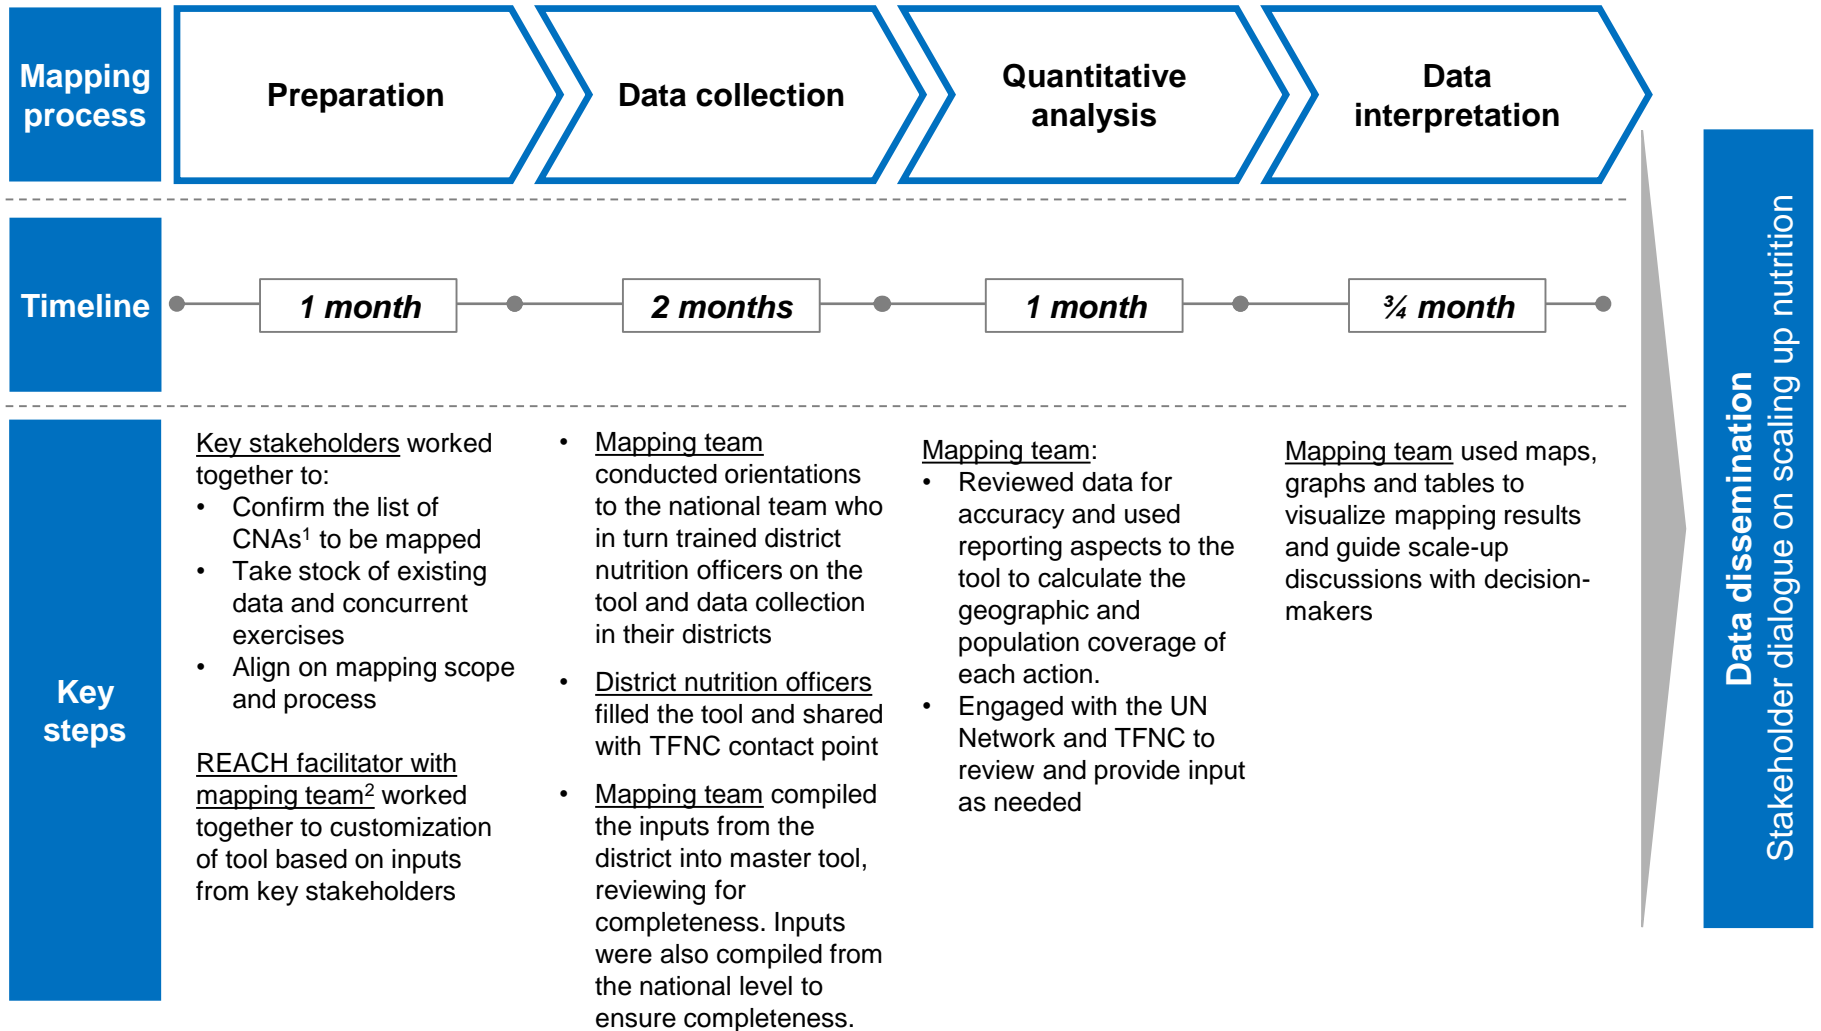 Mapping
process
Preparation
Data collection
Quantitative
analysis
Data
interpretation
Timeline
1 month
2 months
1 month
¾ month
Key
steps
Key stakeholders worked
together to:
• Confirm the list of
CNAs¹ to be mapped
• Take stock of existing
data and concurrent
exercises
• Align on mapping scope
and process
REACH facilitator with
mapping team² worked
together to customization
of tool based on inputs
from key stakeholders
• Mapping team
conducted orientations
to the national team who
in turn trained district
nutrition officers on the
tool and data collection
in their districts
• District nutrition officers
filled the tool and shared
with TFNC contact point
• Mapping team compiled
the inputs from the
district into master tool,
reviewing for
completeness. Inputs
were also compiled from
the national level to
ensure completeness.
Mapping team:
• Reviewed data for
accuracy and used
reporting aspects to the
tool to calculate the
geographic and
population coverage of
each action.
• Engaged with the UN
Network and TFNC to
review and provide input
as needed
Mapping team used maps,
graphs and tables to
visualize mapping results
and guide scale-up
discussions with decision-
makers
Data dissemination
Stakeholder dialogue on scaling up nutrition